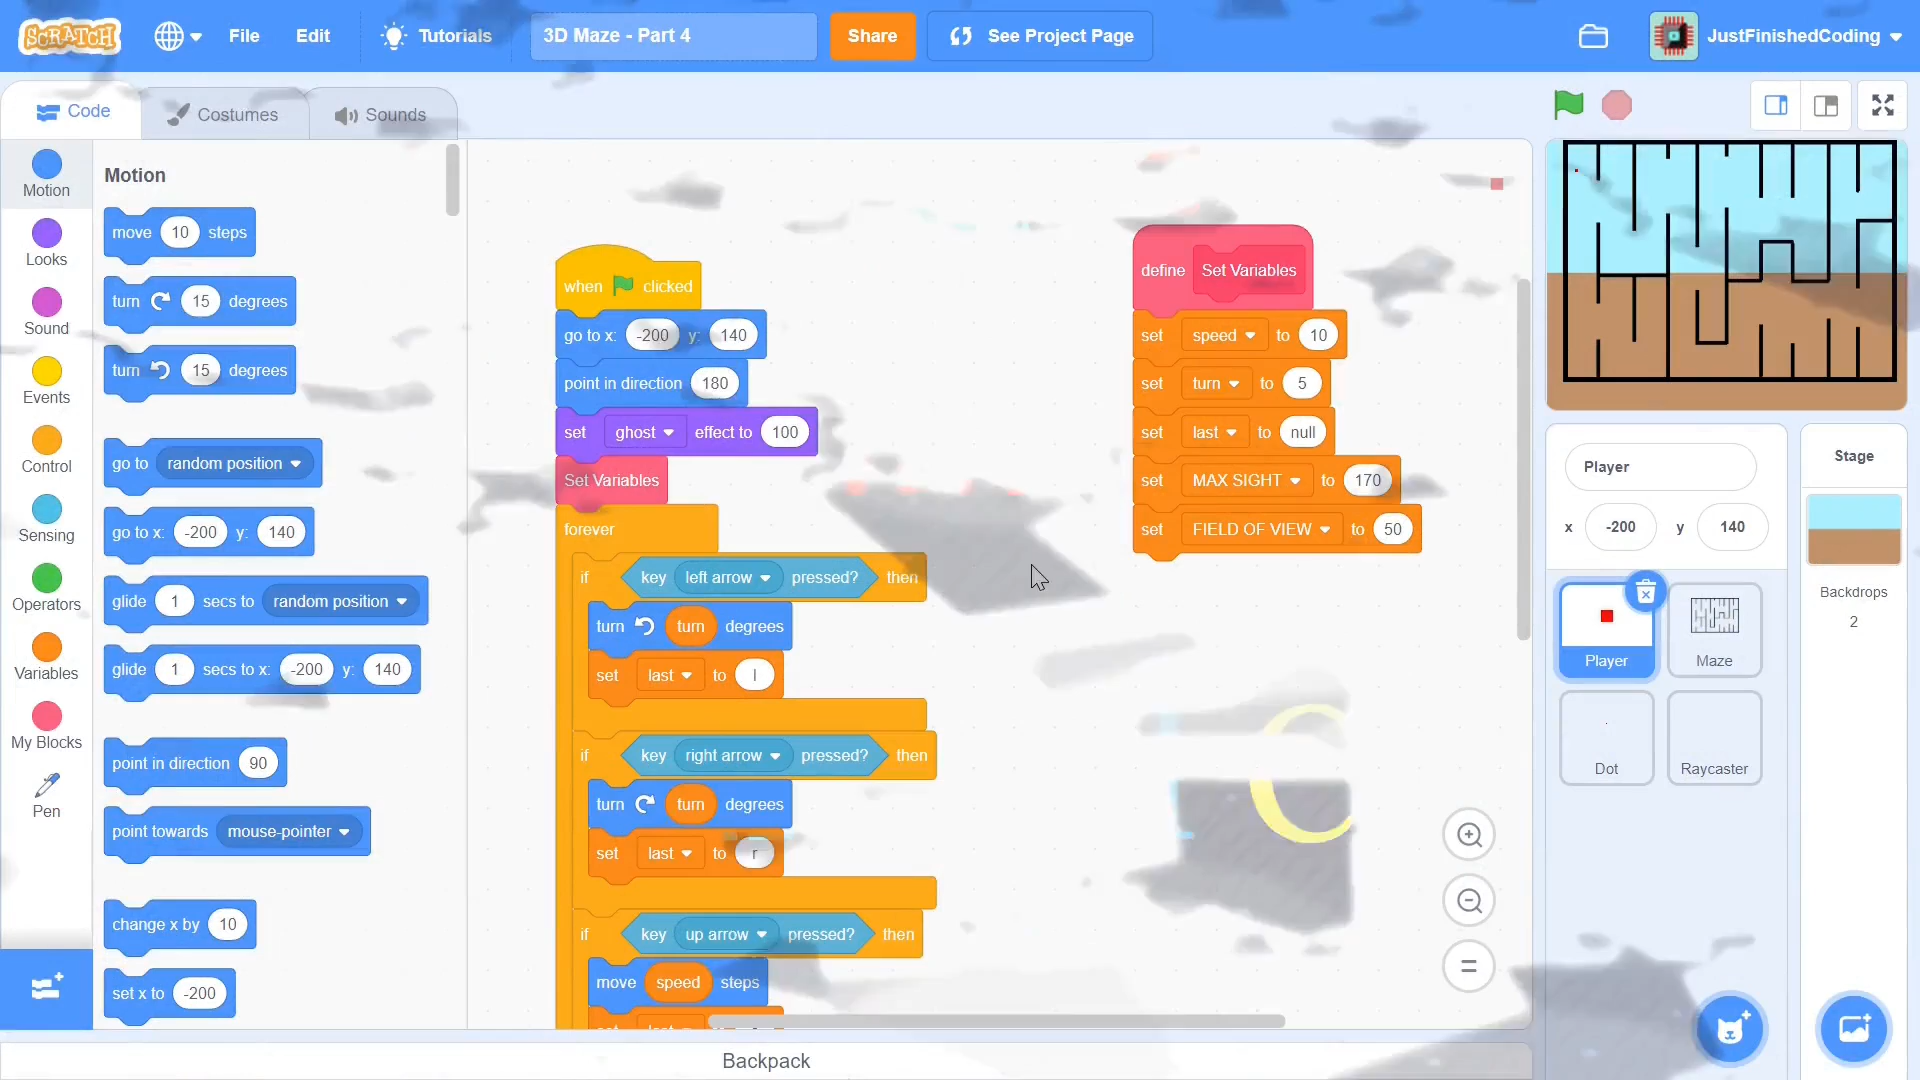 SCRATCH
File
Edit
Tutorials
3D Maze - Part 4
Share
See Project Page
JustFinishedCoding
Code
Costumes
Sounds
Motion
Looks
Sound
Events
Control
Sensing
Operators
Variables
My Blocks
Pen
Motion
move 10 steps
turn 15 degrees
turn 15 degrees
go to random position
go to x: -200 y: 140
glide 1 secs to random position
glide 1 secs to x: -200 y: 140
point in direction 90
point towards mouse-pointer
change x by 10
set x to -200
when clicked
go to x: -200 y: 140
point in direction 180
set ghost effect to 100
Set Variables
forever
if key left arrow pressed? then
turn turn degrees
set last to l
if key right arrow pressed? then
turn turn degrees
set last to r
if key up arrow pressed? then
move speed steps
define Set Variables
set speed to 10
set turn to 5
set last to null
set MAX SIGHT to 170
set FIELD OF VIEW to 50
Player
x -200 y 140
Player
Maze
Dot
Raycaster
Stage
Backdrops
2
Backpack